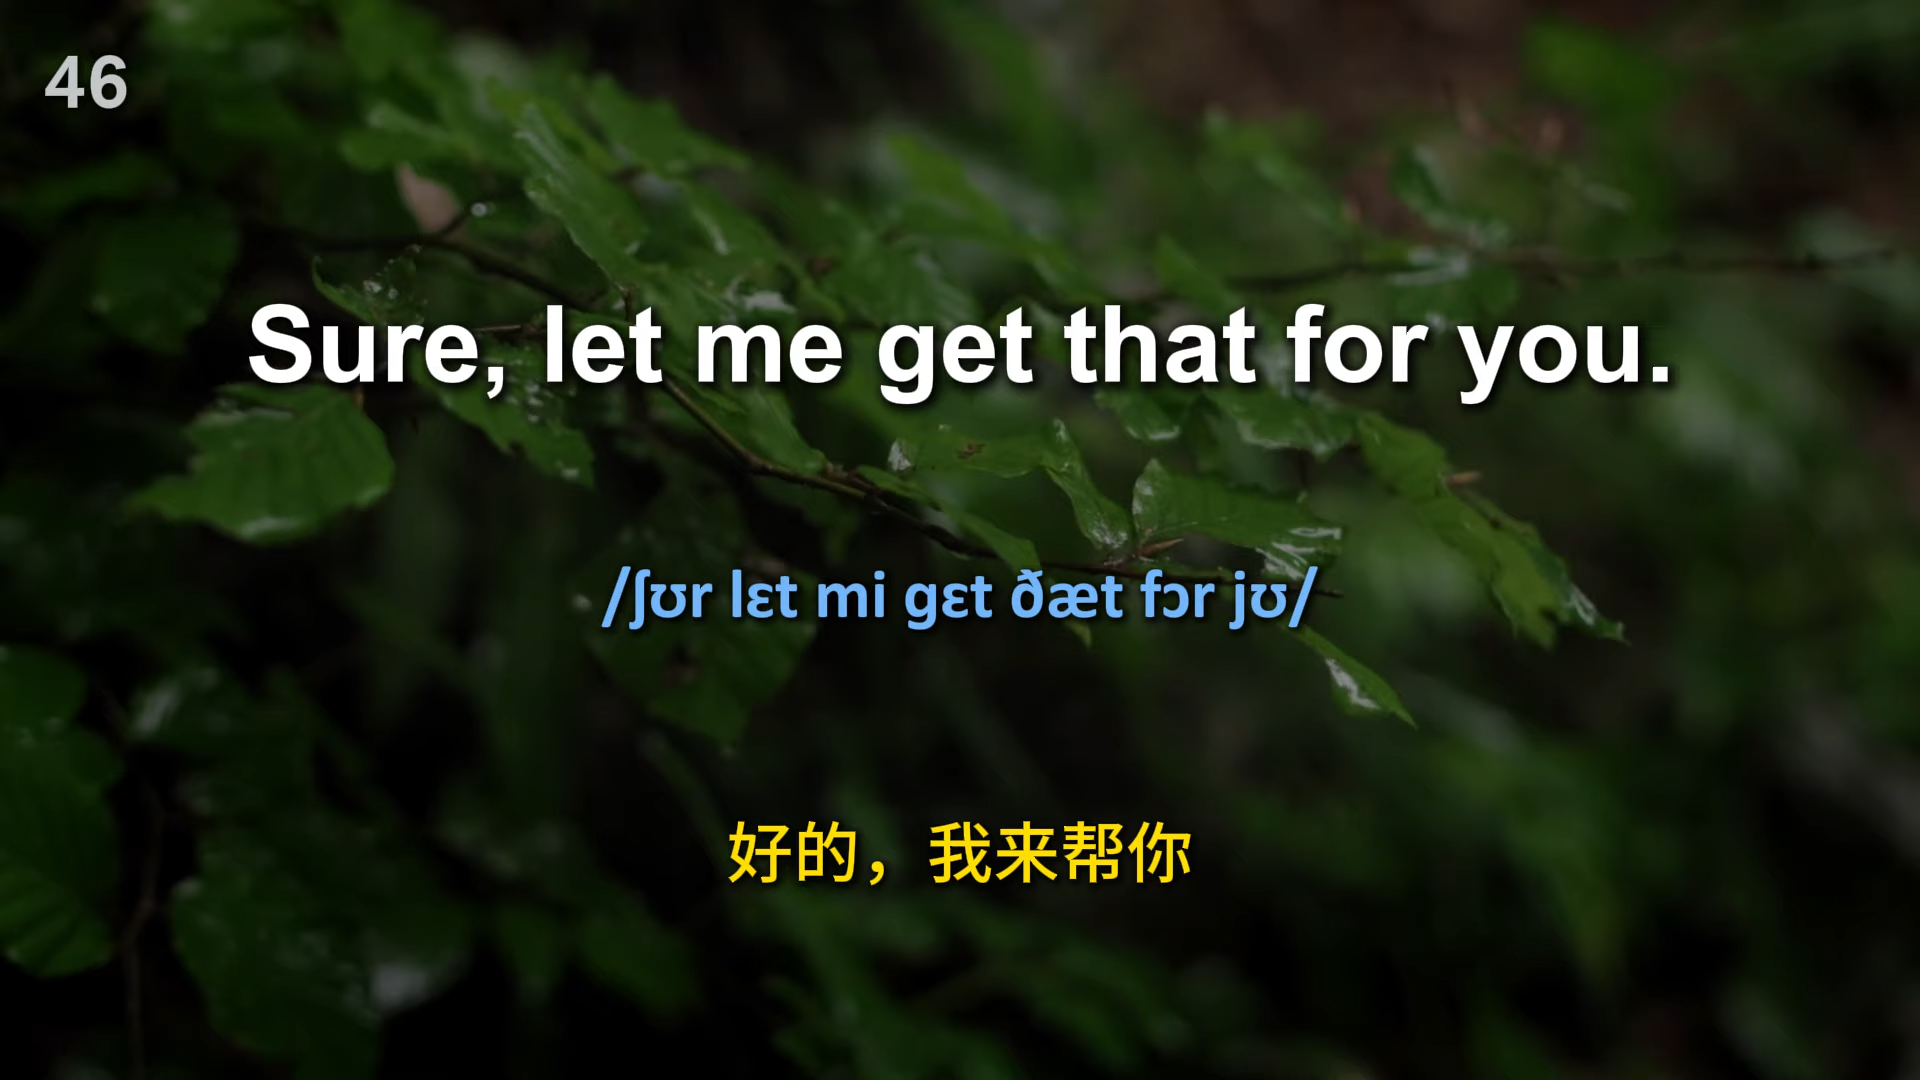 46
Sure, let me get that for you.
/ʃʊr lɛt mi gɛt ðæt fɔr jʊ/
好的，我来帮你